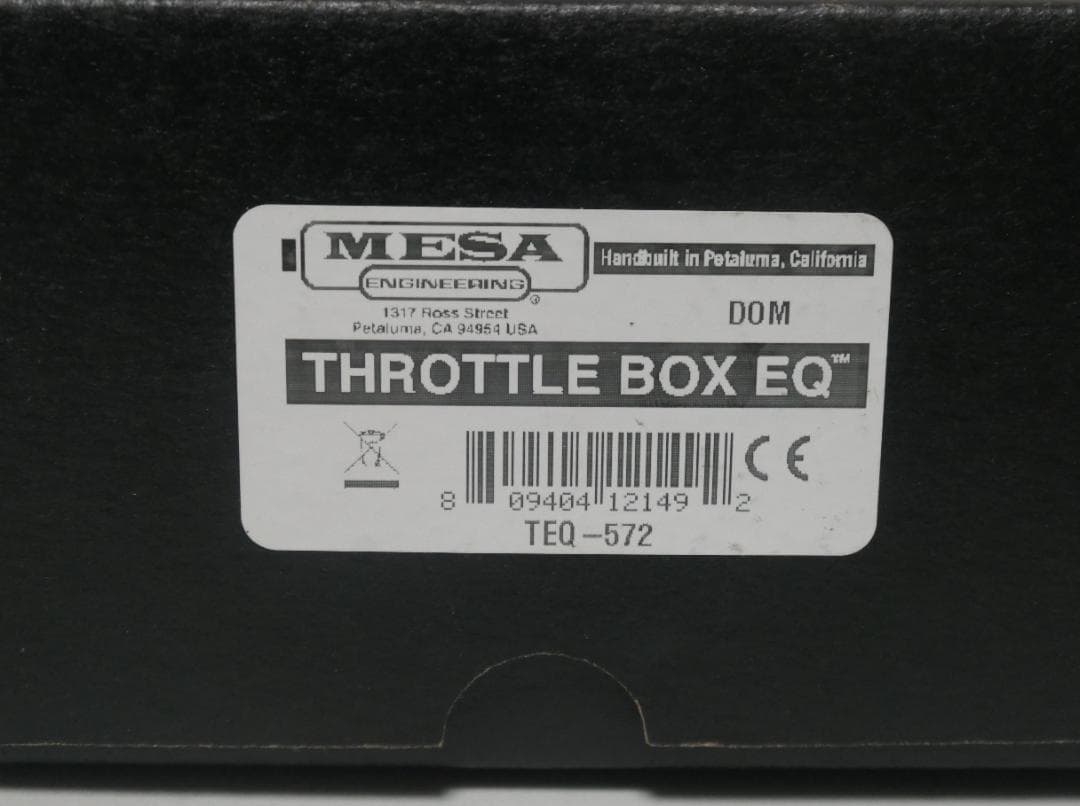 MESA
ENGINEERING®
Handbuilt in Petaluma, California
1317 Ross Street
Petaluma, CA 94954 USA
DOM
THROTTLE BOX EQ™
CE
8 09404 12149 2
TEQ-572